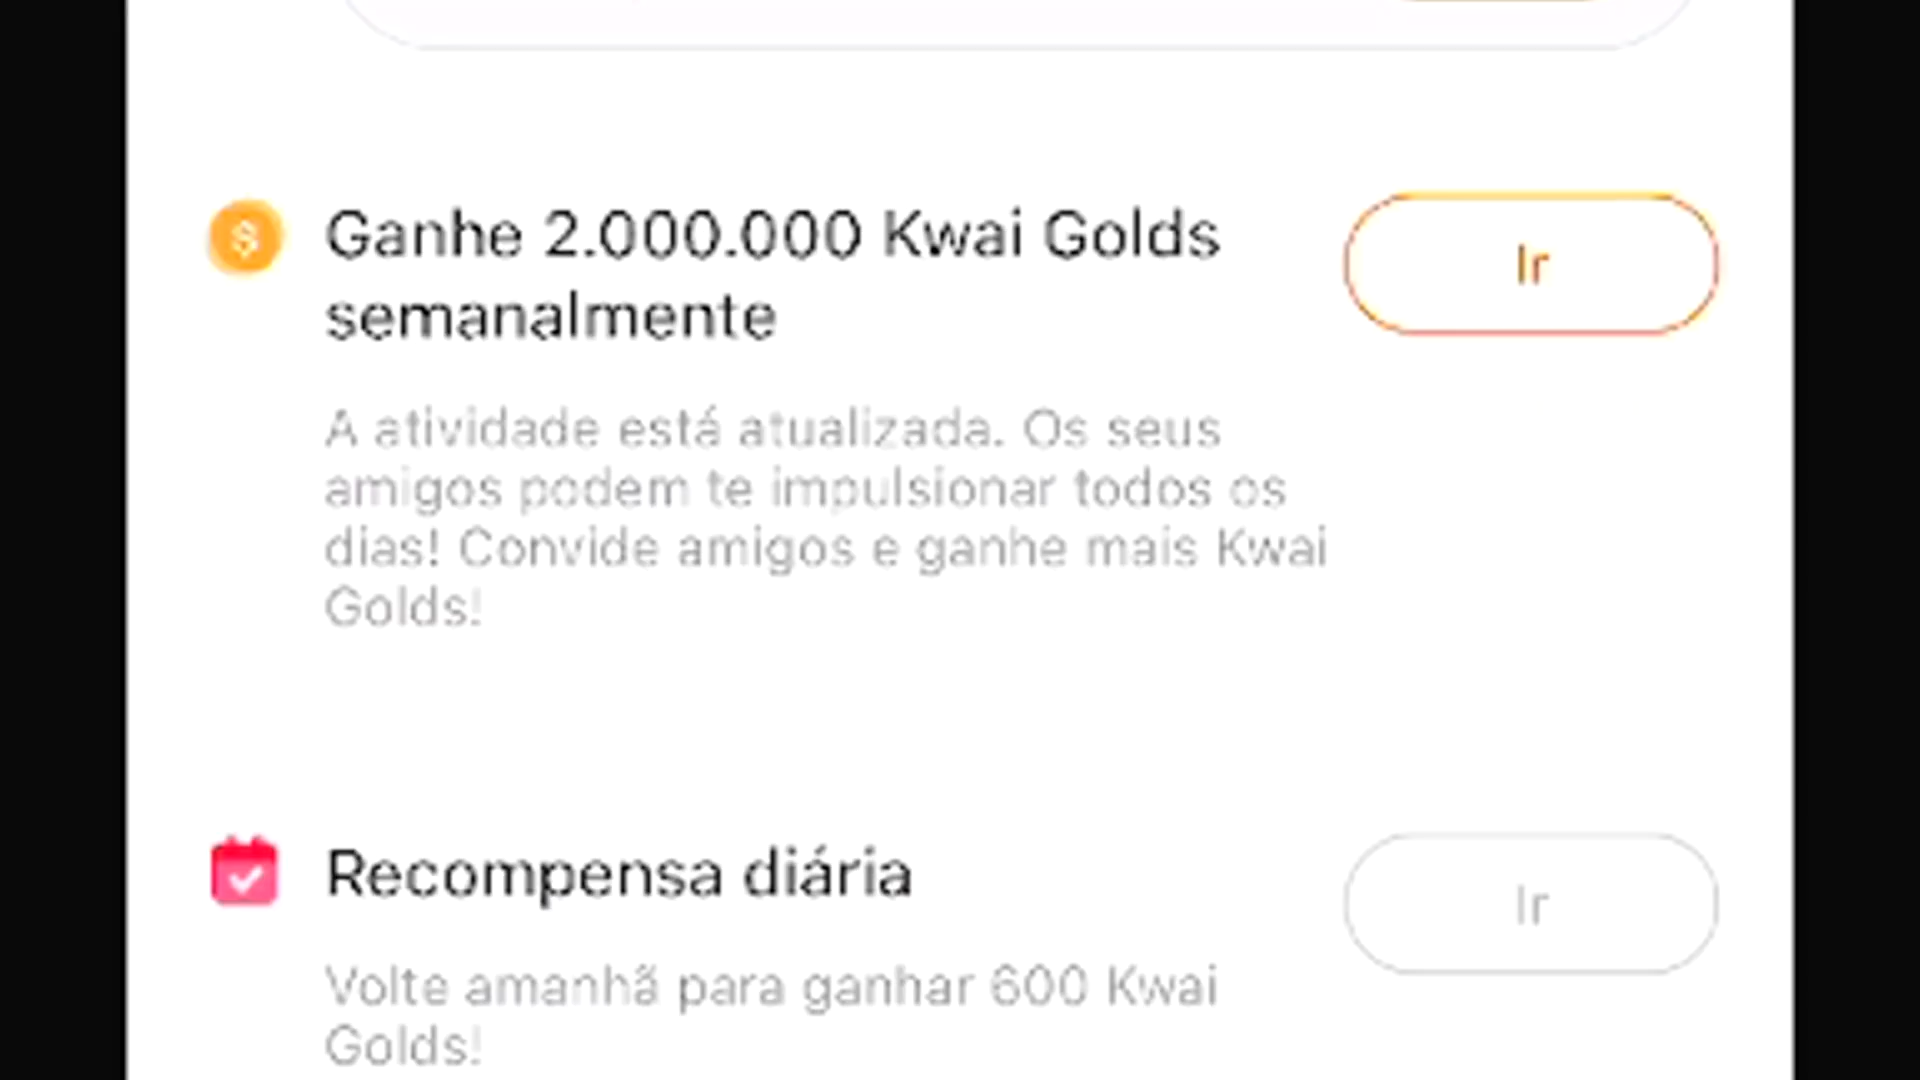 Ganhe 2.000.000 Kwai Golds
semanalmente
Ir
A atividade está atualizada. Os seus
amigos podem te impulsionar todos os
dias! Convide amigos e ganhe mais Kwai
Golds!
Recompensa diária
Ir
Volte amanhã para ganhar 600 Kwai
Golds!